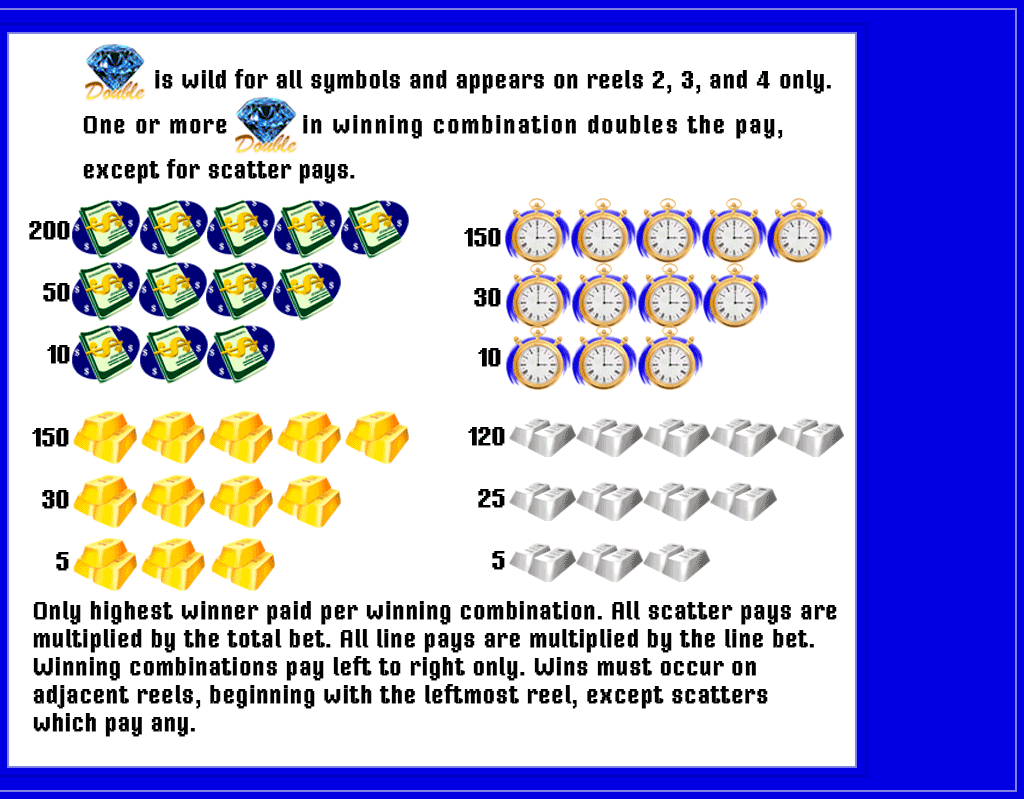 Double is wild for all symbols and appears on reels 2, 3, and 4 only.
One or more Double in winning combination doubles the pay,
except for scatter pays.
200
150
50
30
10
10
150
120
30
25
5
5
Only highest winner paid per winning combination. All scatter pays are
multiplied by the total bet. All line pays are multiplied by the line bet.
Winning combinations pay left to right only. Wins must occur on
adjacent reels, beginning with the leftmost reel, except scatters
which pay any.